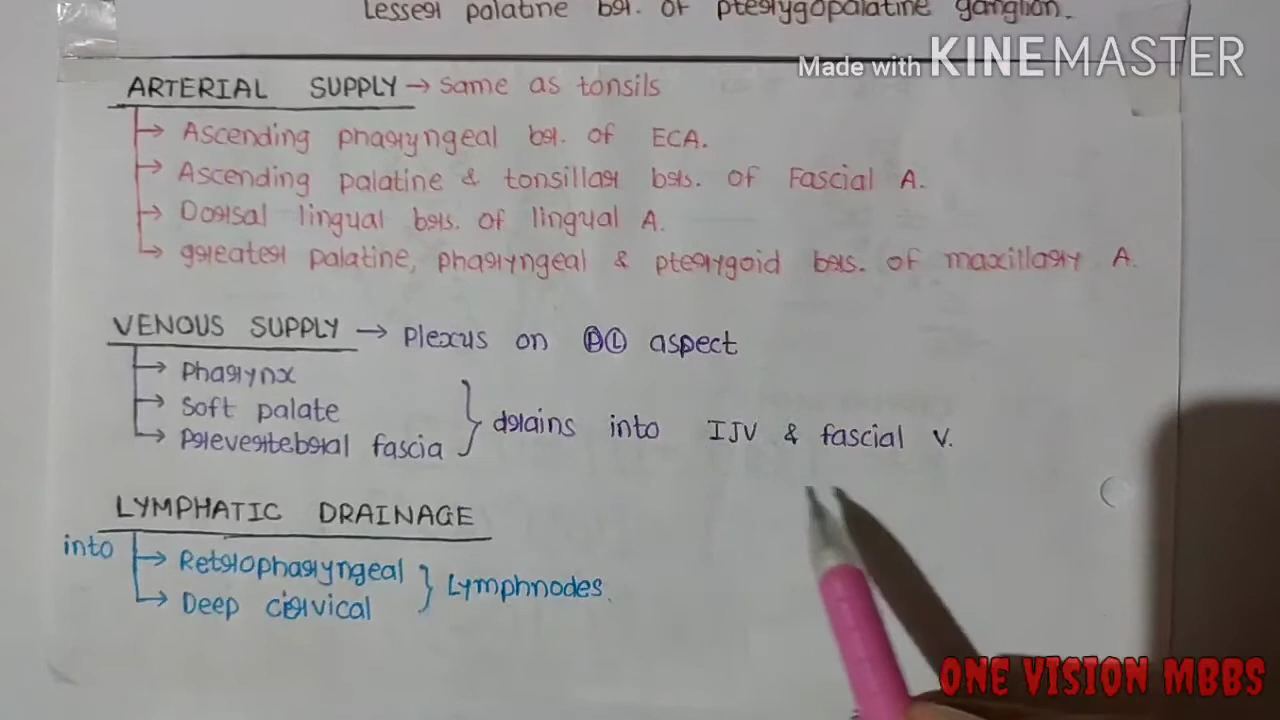 Lesser palatine br. of pterygopalatine ganglion.
Made with KINEMASTER
ARTERIAL SUPPLY → same as tonsils
→ Ascending pharyngeal br. of ECA.
→ Ascending palatine & tonsillar brs. of Fascial A.
→ Dorsal lingual brs. of lingual A.
→ greater palatine, pharyngeal & pterygoid brs. of maxillary A.
VENOUS SUPPLY → Plexus on PL aspect
→ Pharynx
→ Soft palate
→ Prevertebral fascia } drains into IJV & fascial V.
LYMPHATIC DRAINAGE
into → Retropharyngeal
→ Deep cervical } Lymphnodes.
ONE VISION MBBS